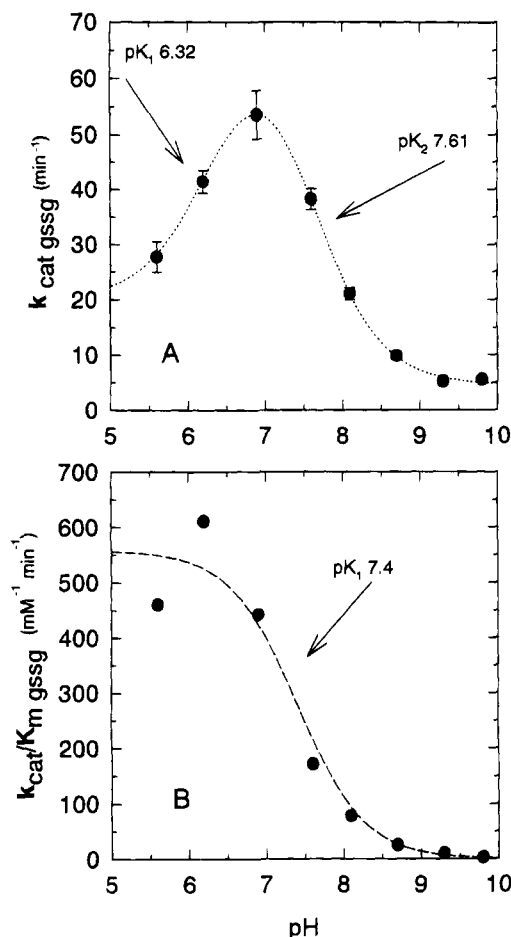 70
60
50
40
30
20
10
0
k cat gssg (min⁻¹)
pK₁ 6.32
pK₂ 7.61
A
5 6 7 8 9 10
700
600
500
400
300
200
100
0
kcat/Km gssg (mM⁻¹ min⁻¹)
pK₁ 7.4
B
5 6 7 8 9 10
pH